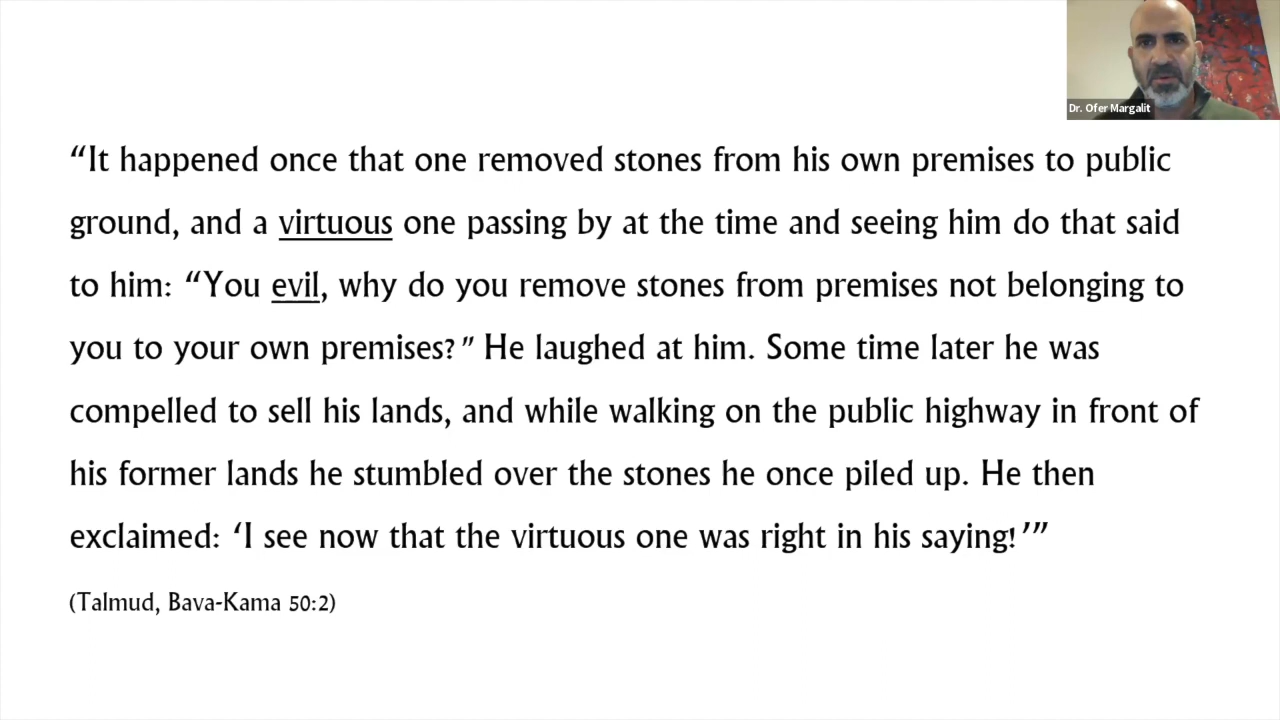 Dr. Ofer Margalit
“It happened once that one removed stones from his own premises to public
ground, and a virtuous one passing by at the time and seeing him do that said
to him: “You evil, why do you remove stones from premises not belonging to
you to your own premises?” He laughed at him. Some time later he was
compelled to sell his lands, and while walking on the public highway in front of
his former lands he stumbled over the stones he once piled up. He then
exclaimed: ‘I see now that the virtuous one was right in his saying!’”
(Talmud, Bava-Kama 50:2)